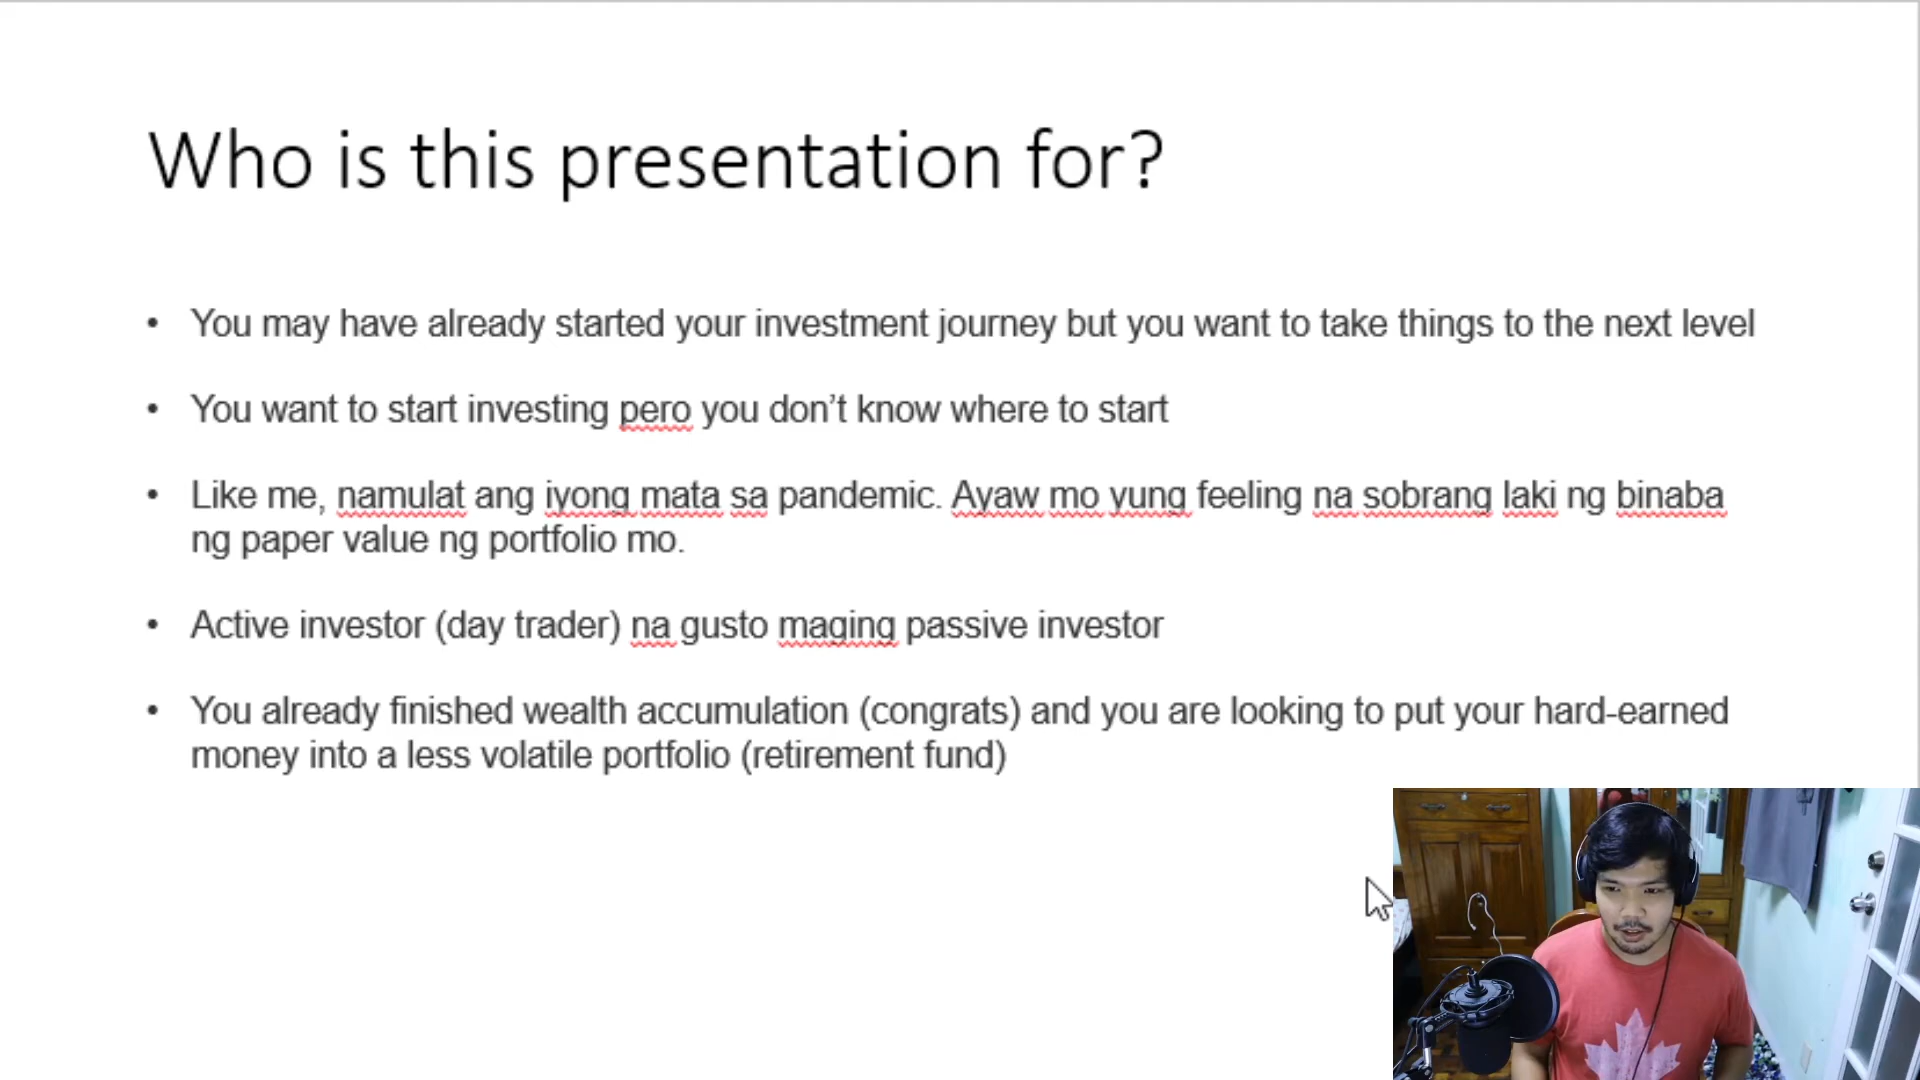 Who is this presentation for?
• You may have already started your investment journey but you want to take things to the next level
• You want to start investing pero you don’t know where to start
• Like me, namulat ang iyong mata sa pandemic. Ayaw mo yung feeling na sobrang laki ng binaba
ng paper value ng portfolio mo.
• Active investor (day trader) na gusto maging passive investor
• You already finished wealth accumulation (congrats) and you are looking to put your hard-earned
money into a less volatile portfolio (retirement fund)